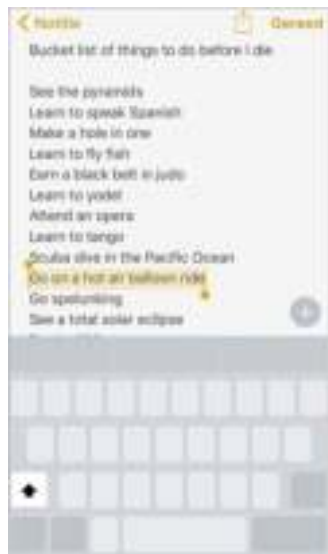 Notitie Gereed
Bucket list of things to do before I die
See the pyramids
Learn to speak Spanish
Make a hole in one
Learn to fly fish
Earn a black belt in judo
Learn to yodel
Attend an opera
Learn to tango
Scuba dive in the Pacific Ocean
Go on a hot air balloon ride
Go spelunking
See a total solar eclipse